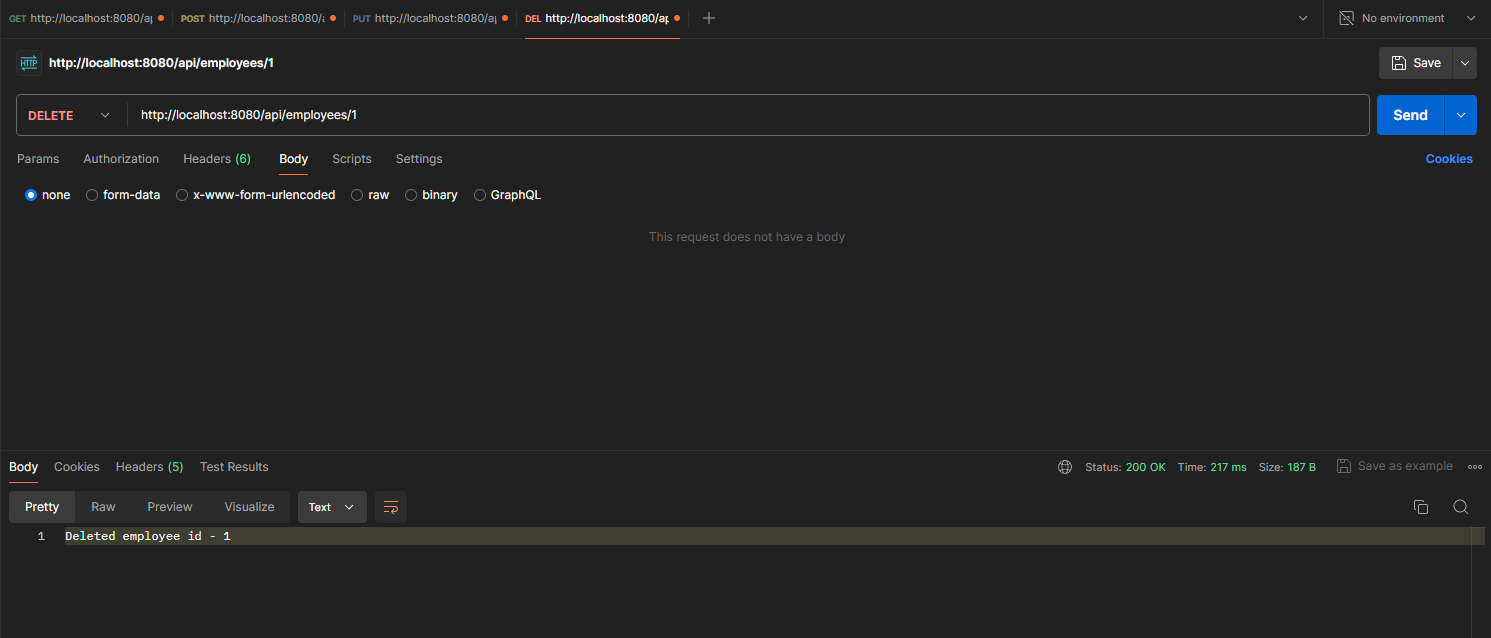 GET http://localhost:8080/ap POST http://localhost:8080/a PUT http://localhost:8080/ap DEL http://localhost:8080/ap No environment
HTTP http://localhost:8080/api/employees/1 Save
DELETE http://localhost:8080/api/employees/1 Send
Params Authorization Headers (6) Body Scripts Settings Cookies
none form-data x-www-form-urlencoded raw binary GraphQL
This request does not have a body
Body Cookies Headers (5) Test Results Status: 200 OK Time: 217 ms Size: 187 B Save as example
Pretty Raw Preview Visualize Text
1 Deleted employee id - 1